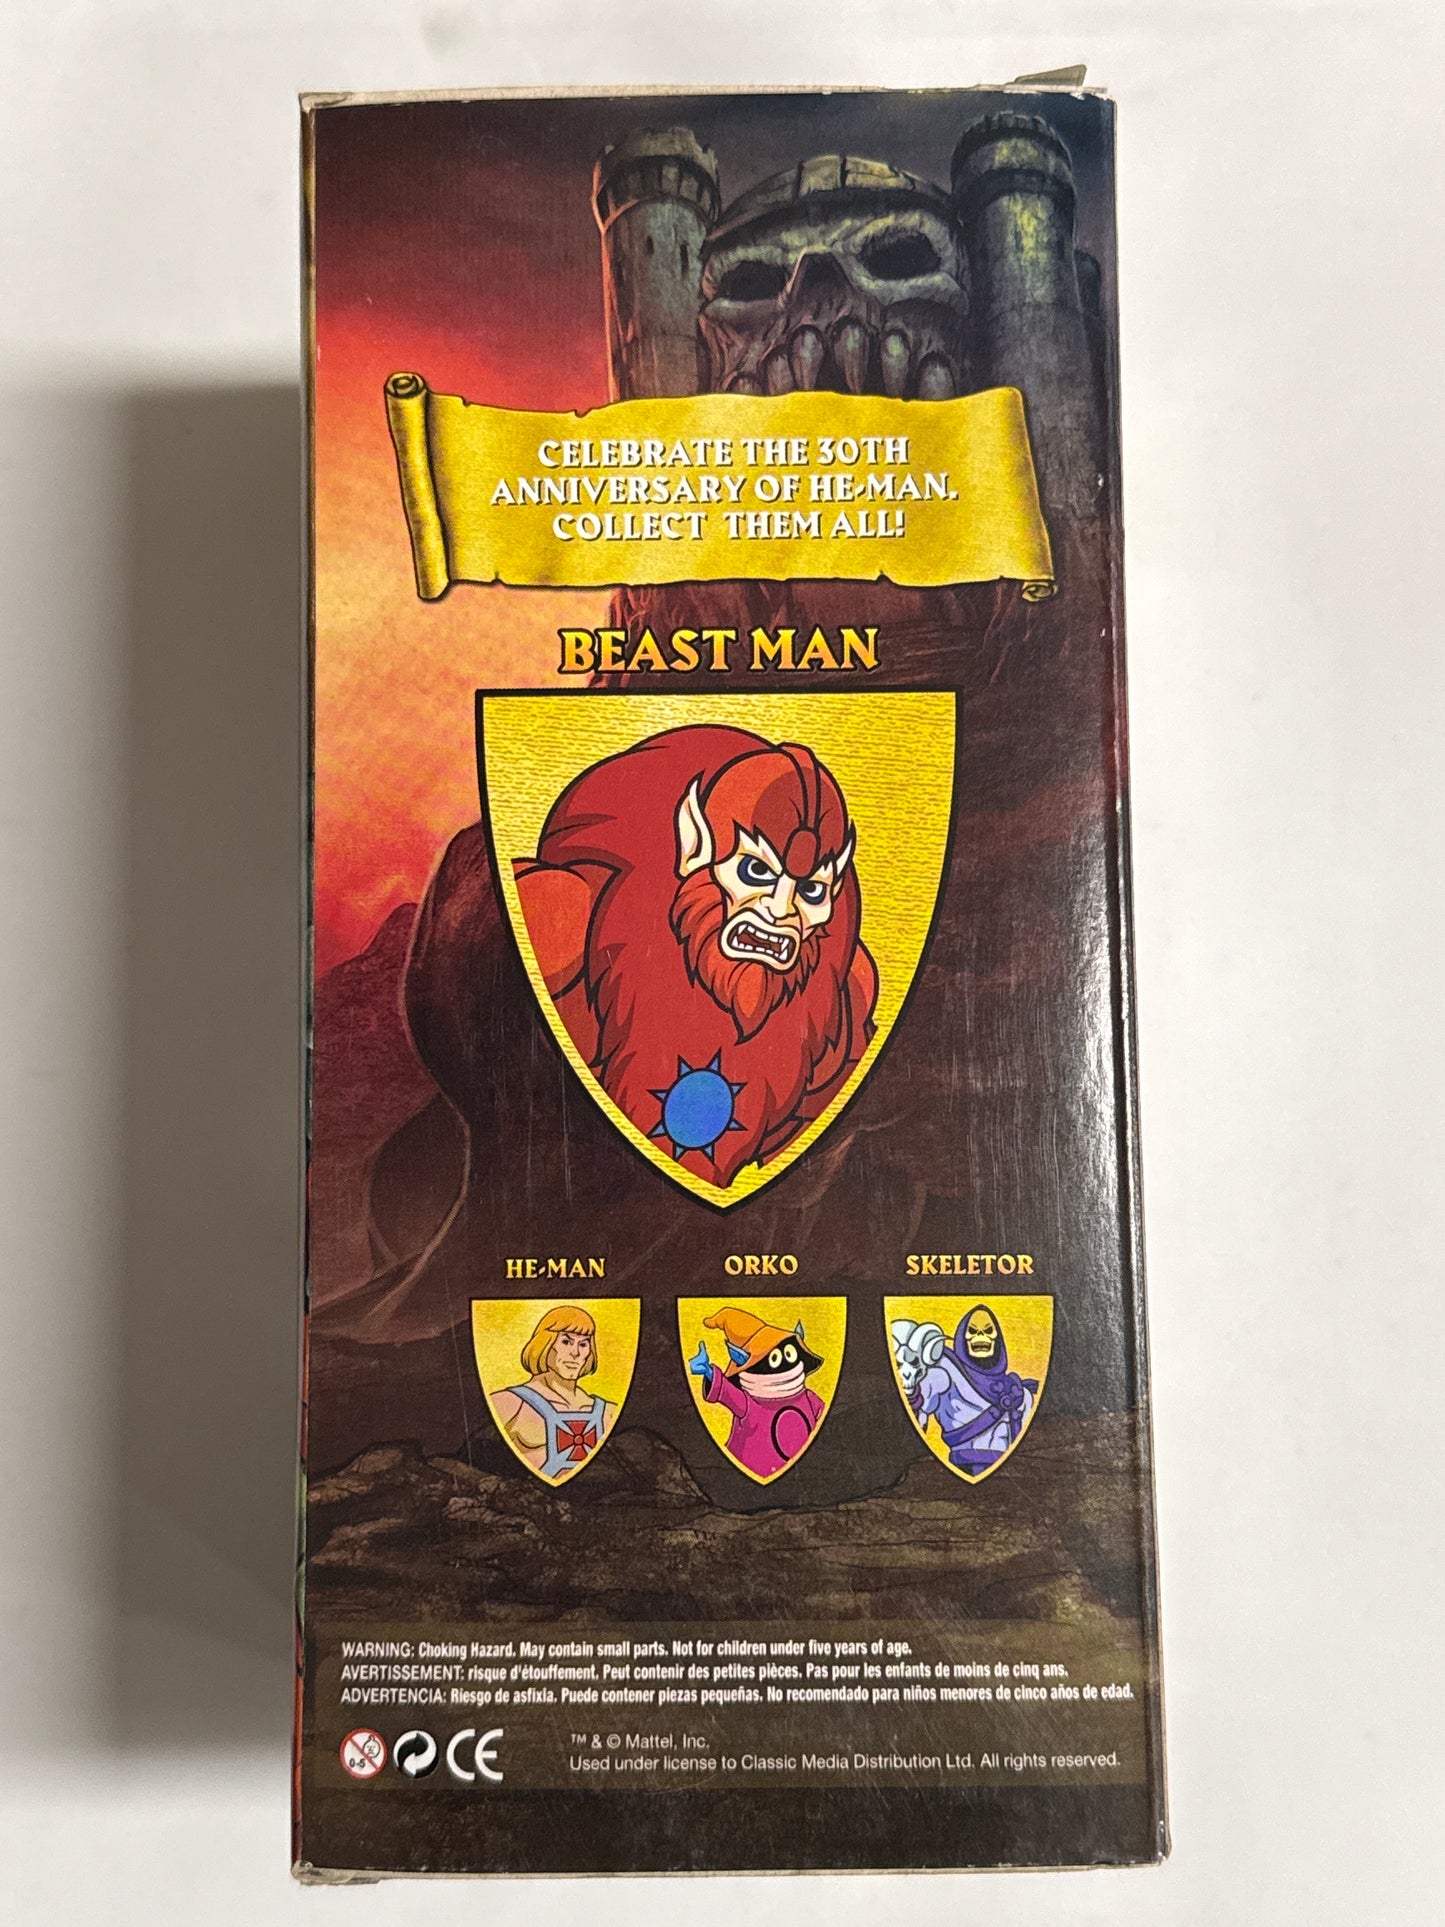 CELEBRATE THE 30TH
ANNIVERSARY OF HE-MAN.
COLLECT THEM ALL!
BEAST MAN
HE-MAN
ORKO
SKELETOR
WARNING: Choking Hazard. May contain small parts. Not for children under five years of age.
AVERTISSEMENT: risque d'étouffement. Peut contenir des petites pièces. Pas pour les enfants de moins de cinq ans.
ADVERTENCIA: Riesgo de asfixia. Puede contener piezas pequeñas. No recomendado para niños menores de cinco años de edad.
0-5
CE
™ & © Mattel, Inc.
Used under license to Classic Media Distribution Ltd. All rights reserved.